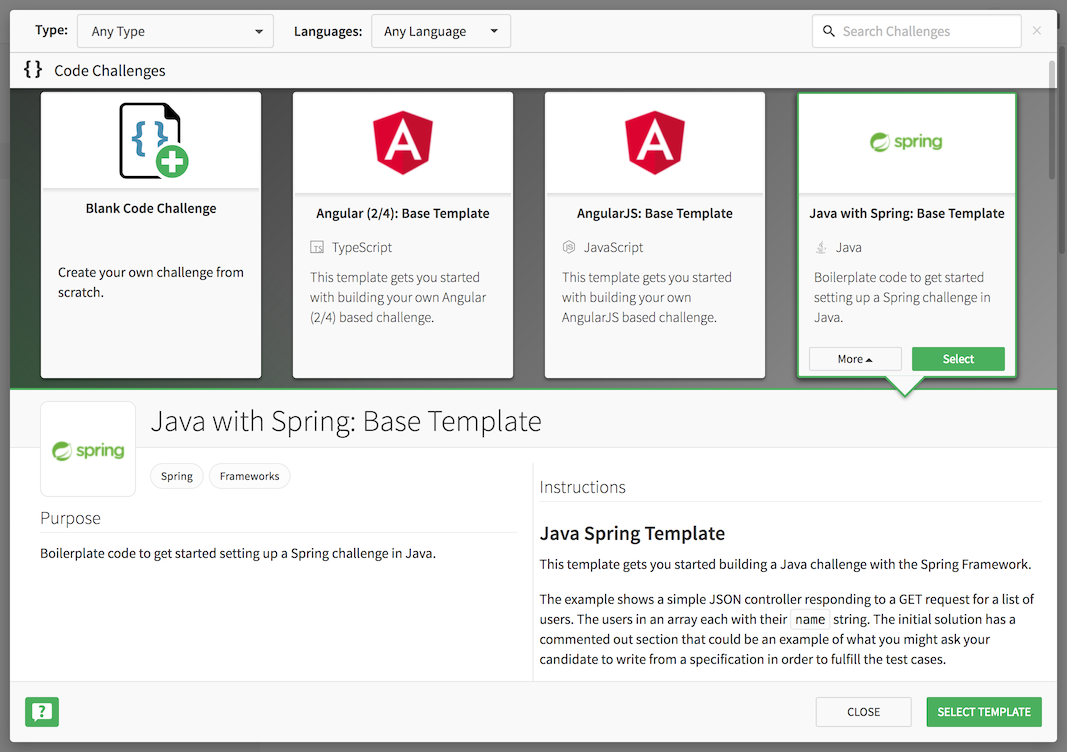 Type: Any Type Languages: Any Language Search Challenges ×
{ } Code Challenges
{ }
Blank Code Challenge
Create your own challenge from
scratch.
A
Angular (2/4): Base Template
TS TypeScript
This template gets you started
with building your own Angular
(2/4) based challenge.
A
AngularJS: Base Template
JavaScript
This template gets you started
with building your own
AngularJS based challenge.
spring
Java with Spring: Base Template
Java
Boilerplate code to get started
setting up a Spring challenge in
Java.
More Select
spring
Java with Spring: Base Template
Spring Frameworks
Purpose
Boilerplate code to get started setting up a Spring challenge in Java.
Instructions
Java Spring Template
This template gets you started building a Java challenge with the Spring Framework.
The example shows a simple JSON controller responding to a GET request for a list of
users. The users in an array each with their name string. The initial solution has a
commented out section that could be an example of what you might ask your
candidate to write from a specification in order to fulfill the test cases.
? CLOSE SELECT TEMPLATE